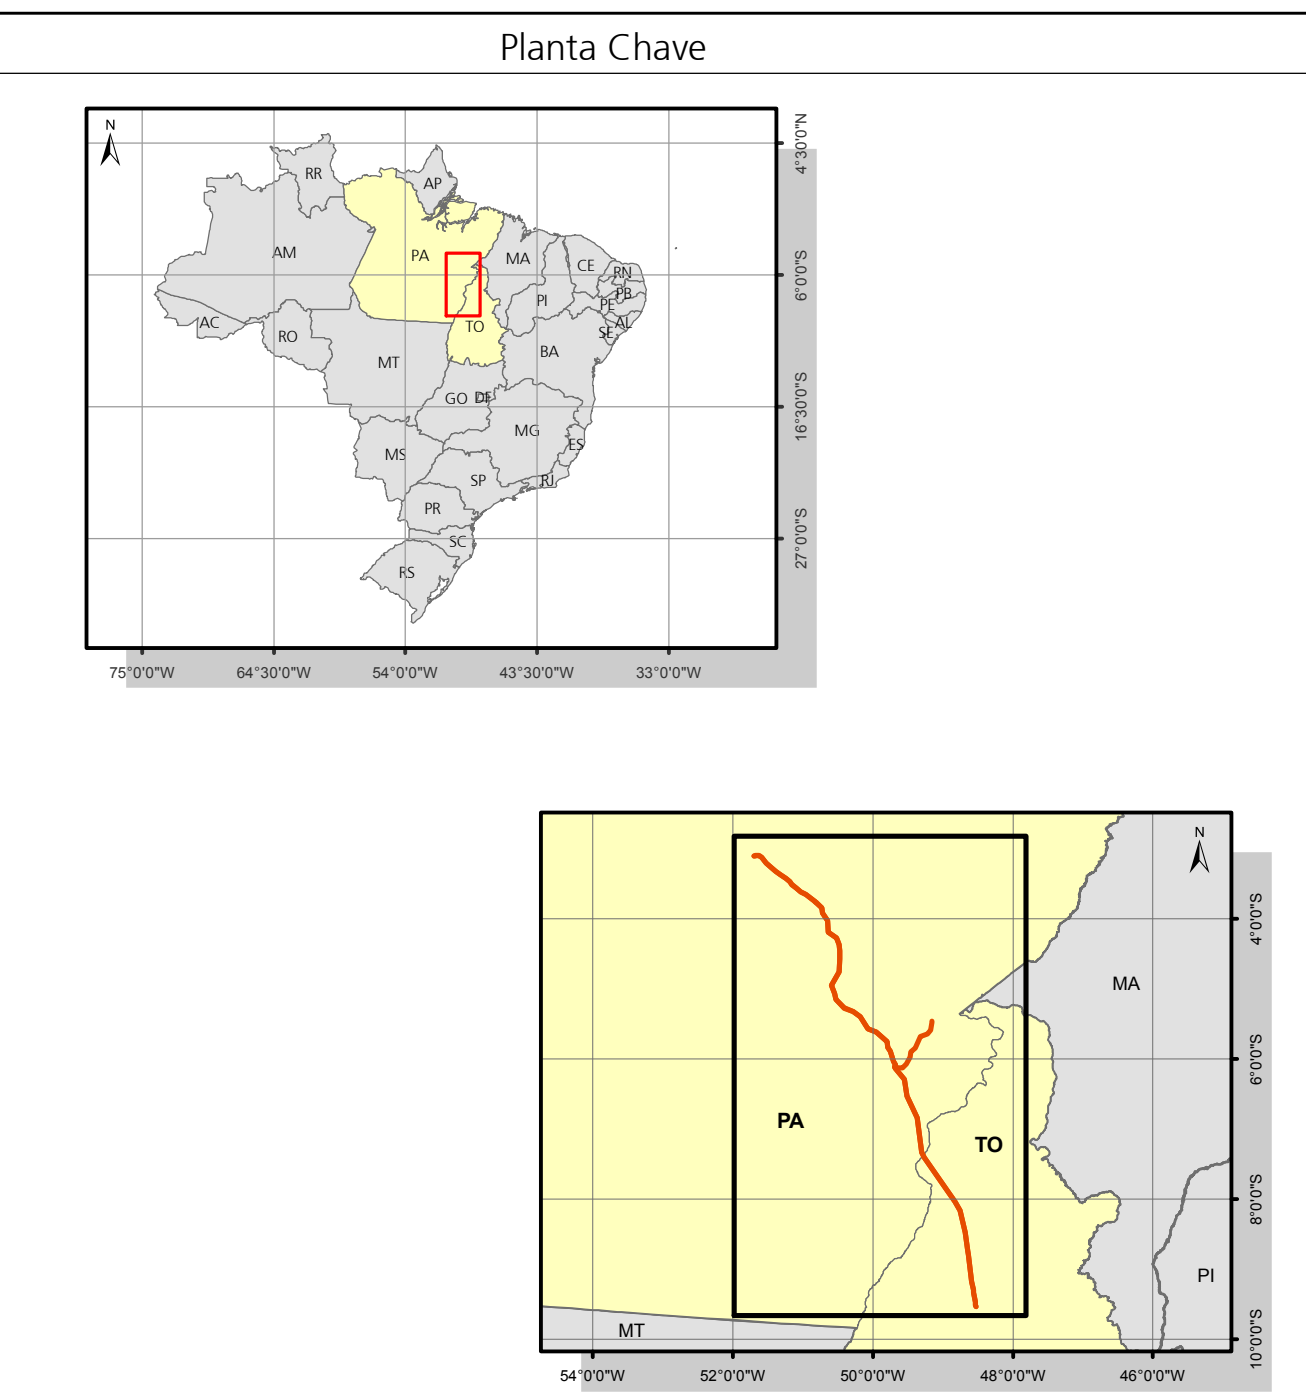 Planta Chave
N
4°30'0"N
RR
AP
AM
PA
MA
CE
RN
6°0'0"S
PB
PI
PE
AC
RO
TO
AL
SE
MT
BA
GO
DF
16°30'0"S
MG
ES
MS
SP
RJ
PR
SC
27°0'0"S
RS
75°0'0"W
64°30'0"W
54°0'0"W
43°30'0"W
33°0'0"W
N
4°0'0"S
MA
6°0'0"S
PA
TO
8°0'0"S
PI
MT
10°0'0"S
54°0'0"W
52°0'0"W
50°0'0"W
48°0'0"W
46°0'0"W